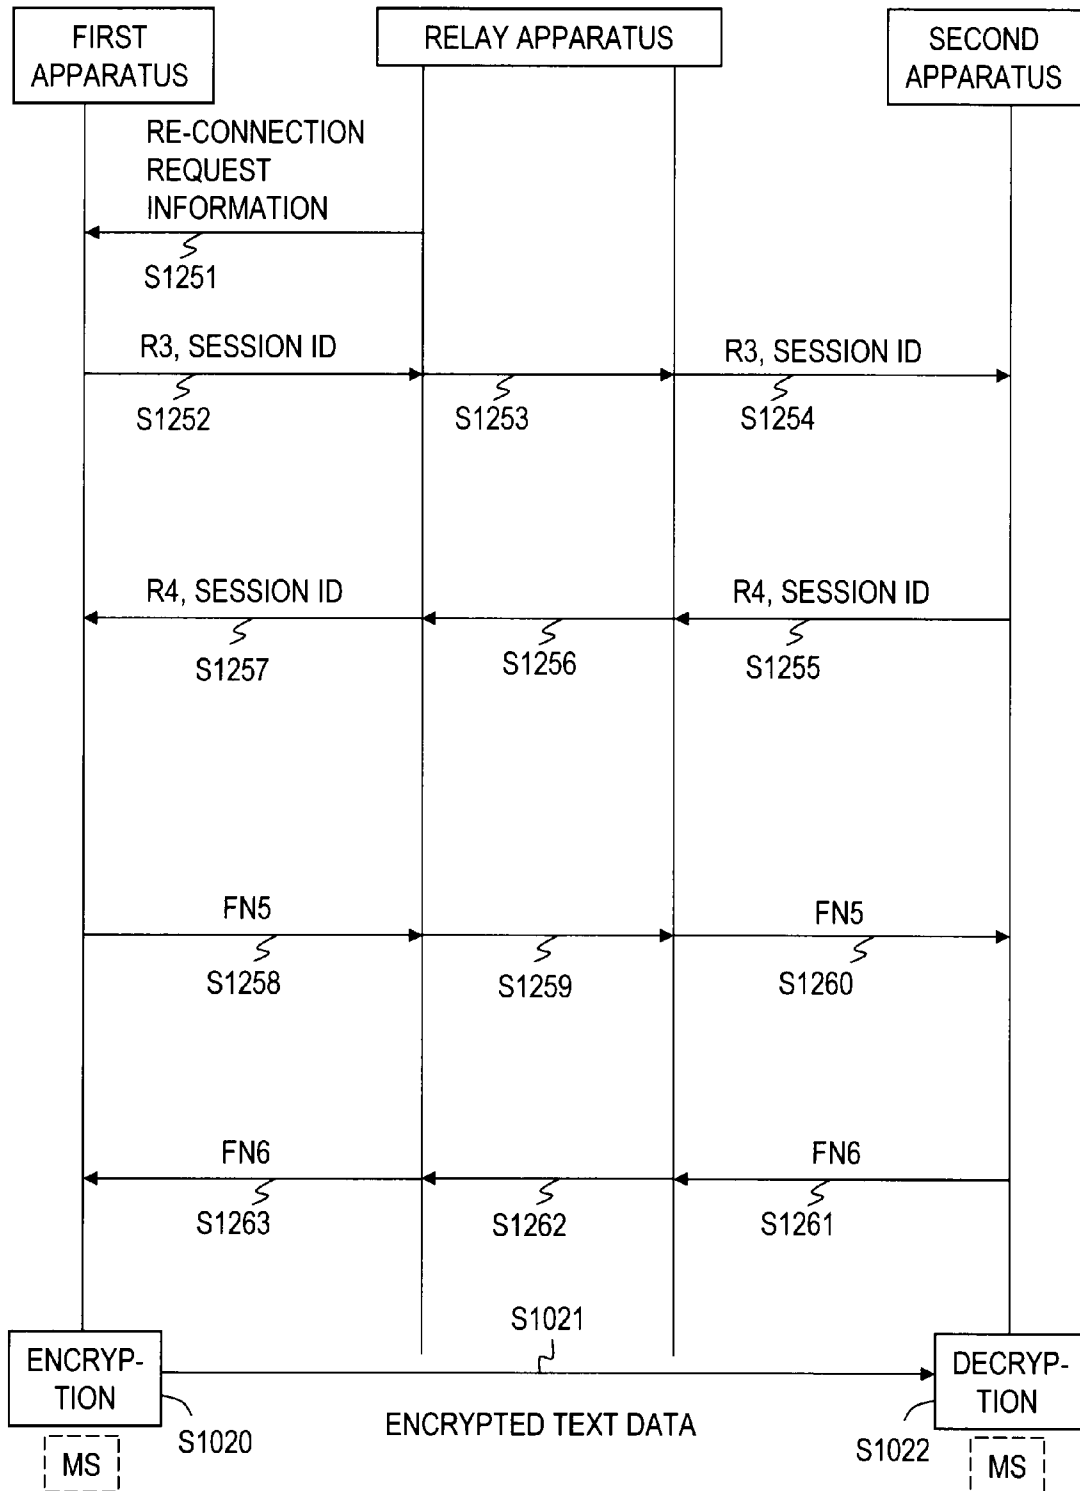 FIRST
APPARATUS
RELAY APPARATUS
SECOND
APPARATUS
RE-CONNECTION
REQUEST
INFORMATION
S1251
R3, SESSION ID
R3, SESSION ID
S1252
S1253
S1254
R4, SESSION ID
R4, SESSION ID
S1257
S1256
S1255
FN5
FN5
S1258
S1259
S1260
FN6
FN6
S1263
S1262
S1261
S1021
ENCRYP-
TION
DECRYP-
TION
ENCRYPTED TEXT DATA
S1020
S1022
MS
MS